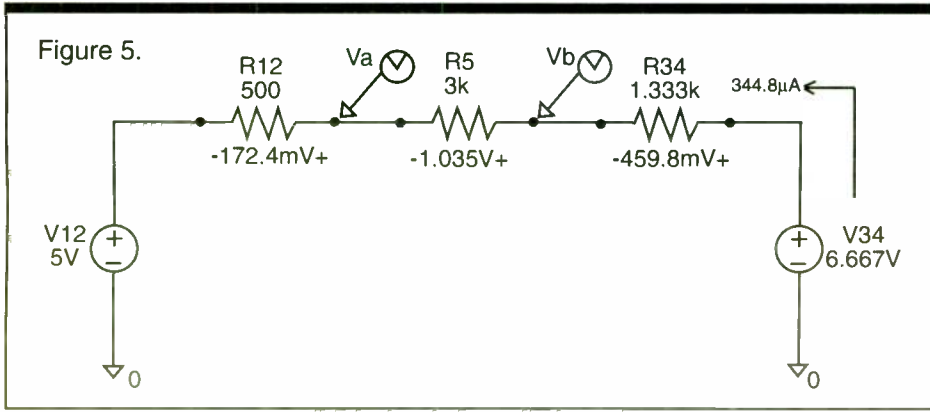 Figure 5.
R12
500
Va
R5
3k
Vb
R34
1.333k
344.8µA
-172.4mV+
-1.035V+
-459.8mV+
V12
5V
+
−
V34
6.667V
+
−
0
0